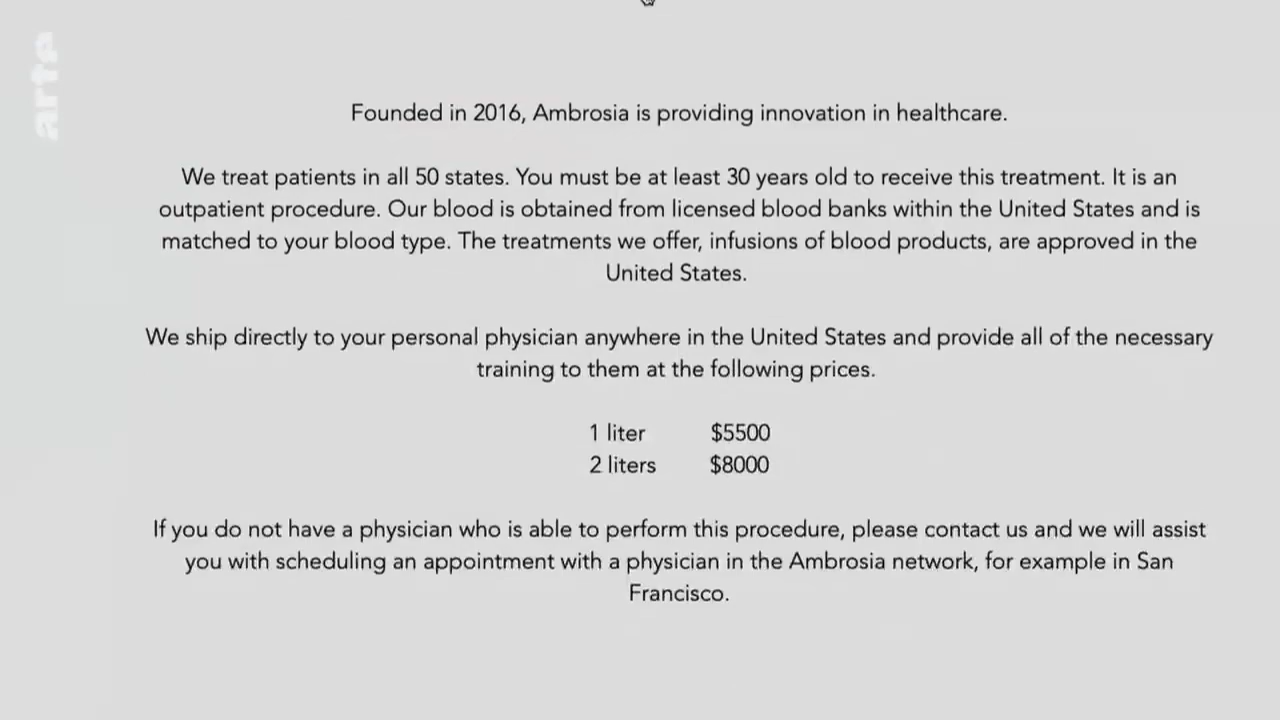 arte
Founded in 2016, Ambrosia is providing innovation in healthcare.
We treat patients in all 50 states. You must be at least 30 years old to receive this treatment. It is an
outpatient procedure. Our blood is obtained from licensed blood banks within the United States and is
matched to your blood type. The treatments we offer, infusions of blood products, are approved in the
United States.
We ship directly to your personal physician anywhere in the United States and provide all of the necessary
training to them at the following prices.
1 liter $5500
2 liters $8000
If you do not have a physician who is able to perform this procedure, please contact us and we will assist
you with scheduling an appointment with a physician in the Ambrosia network, for example in San
Francisco.